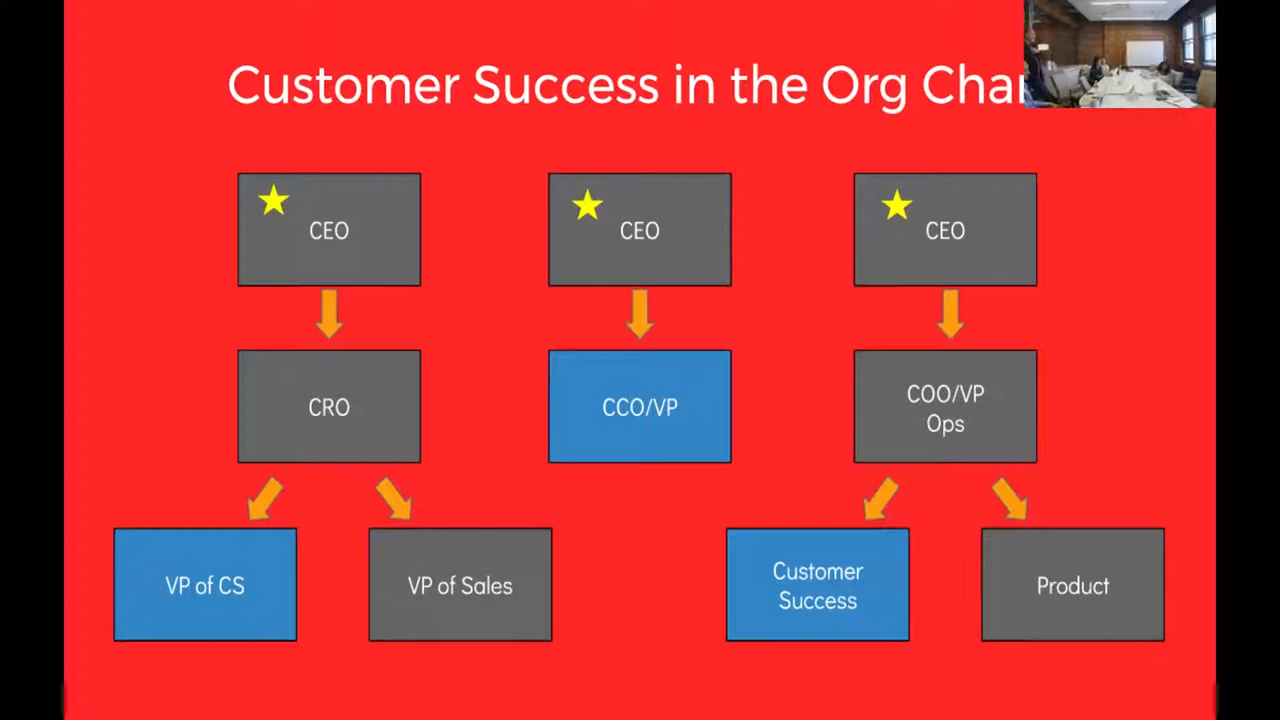 Customer Success in the Org Char
CEO
CEO
CEO
CRO
CCO/VP
COO/VP
Ops
VP of CS
VP of Sales
Customer
Success
Product